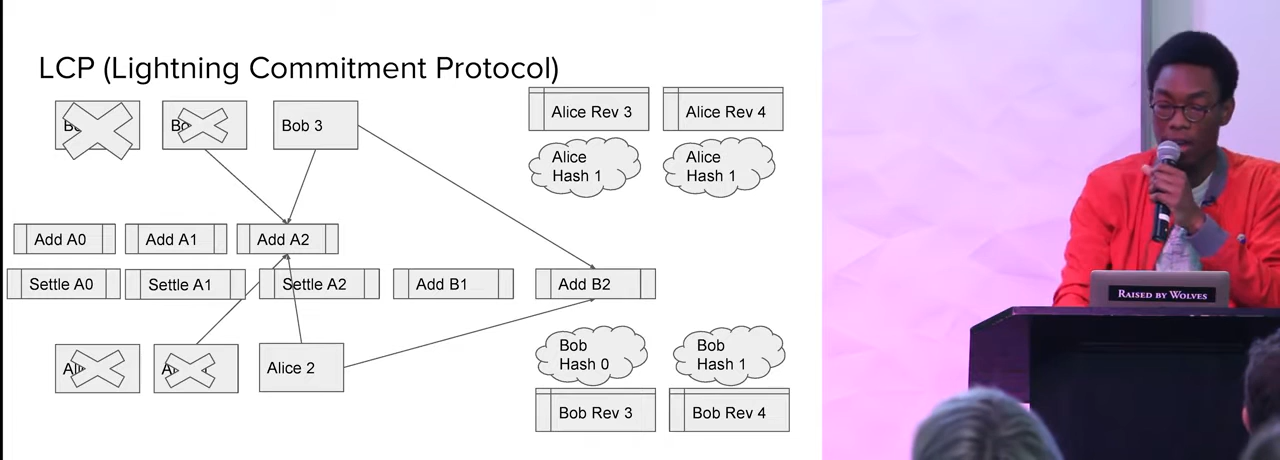 LCP (Lightning Commitment Protocol)
Bob 3
Alice Rev 3
Alice Rev 4
Alice
Hash 1
Alice
Hash 1
Add A0
Add A1
Add A2
Settle A0
Settle A1
Settle A2
Add B1
Add B2
Alice 2
Bob
Hash 0
Bob
Hash 1
Bob Rev 3
Bob Rev 4
RAISED BY WOLVES